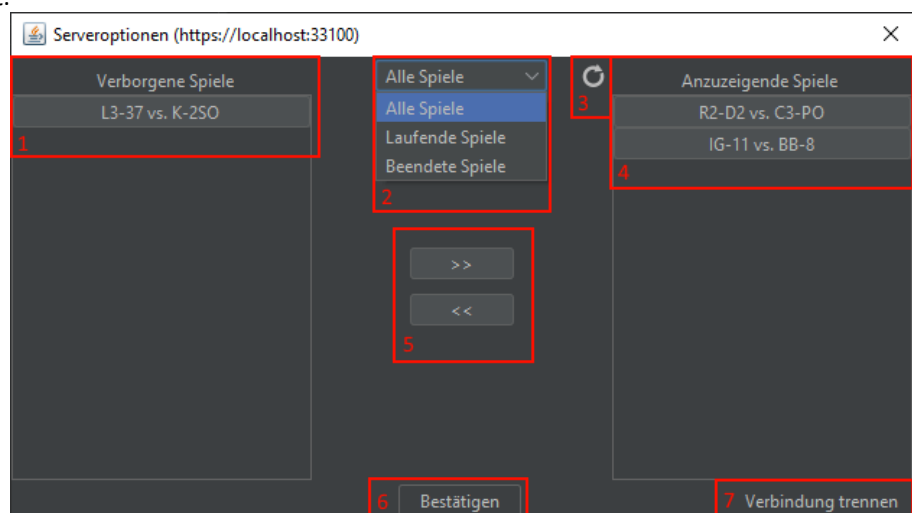 Serveroptionen (https://localhost:33100)
Verborgene Spiele
L3-37 vs. K-2SO
1
Alle Spiele
Alle Spiele
Laufende Spiele
Beendete Spiele
2
3
Anzuzeigende Spiele
R2-D2 vs. C3-PO
IG-11 vs. BB-8
4
>>
<<
5
6 Bestätigen
7 Verbindung trennen